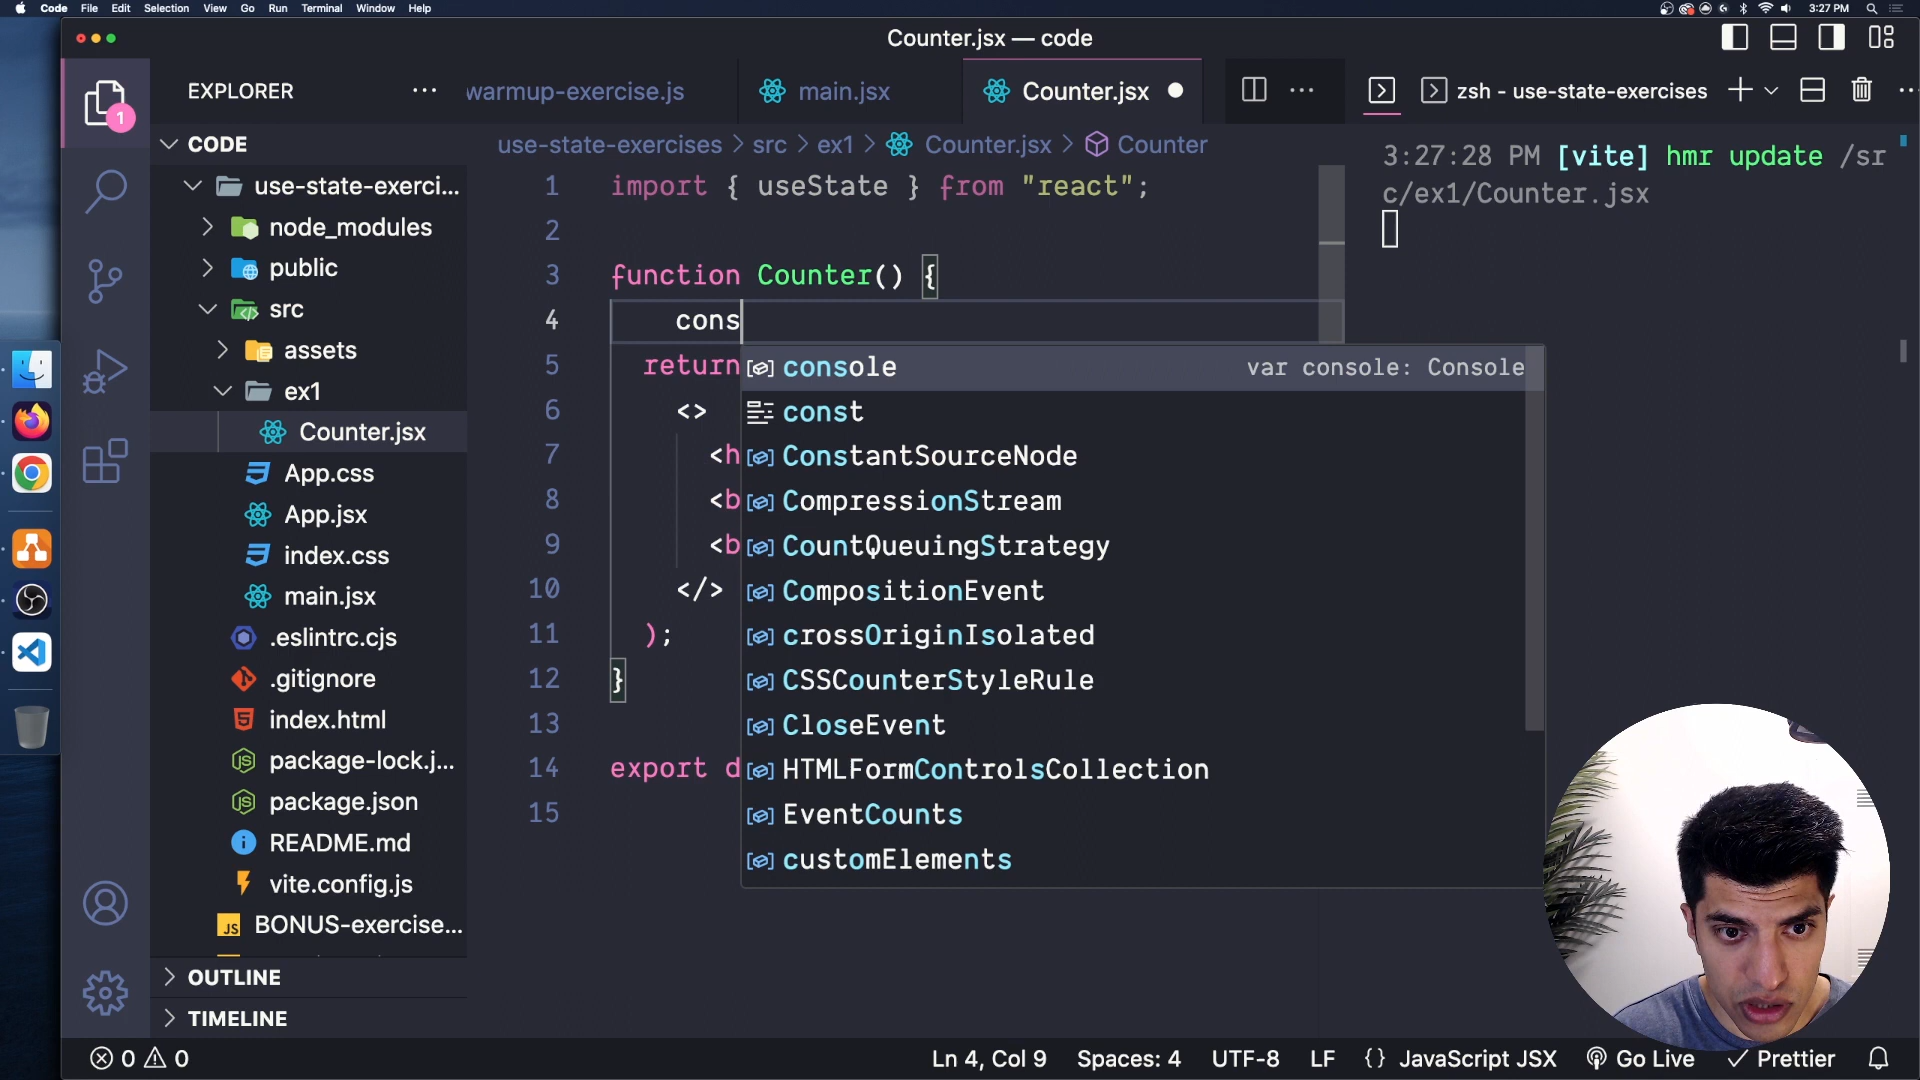 Code File Edit Selection View Go Run Terminal Window Help
3:27 PM
Counter.jsx — code
1
EXPLORER
warmup-exercise.js
main.jsx
Counter.jsx
zsh - use-state-exercises
CODE
use-state-exercises > src > ex1 > Counter.jsx > Counter
3:27:28 PM [vite] hmr update /sr
c/ex1/Counter.jsx
use-state-exerci...
node_modules
public
src
assets
ex1
Counter.jsx
App.css
App.jsx
index.css
main.jsx
.eslintrc.cjs
.gitignore
index.html
package-lock.j...
package.json
README.md
vite.config.js
BONUS-exercise...
JS
OUTLINE
TIMELINE
1 import { useState } from "react";
2
3 function Counter() {
4 cons
5 return
6 <>
7 <h
8 <b
9 <b
10 </>
11 );
12 }
13
14 export d
15
console var console: Console
const
ConstantSourceNode
CompressionStream
CountQueuingStrategy
CompositionEvent
crossOriginIsolated
CSSCounterStyleRule
CloseEvent
HTMLFormControlsCollection
EventCounts
customElements
0 0
Ln 4, Col 9 Spaces: 4 UTF-8 LF {} JavaScript JSX Go Live Prettier